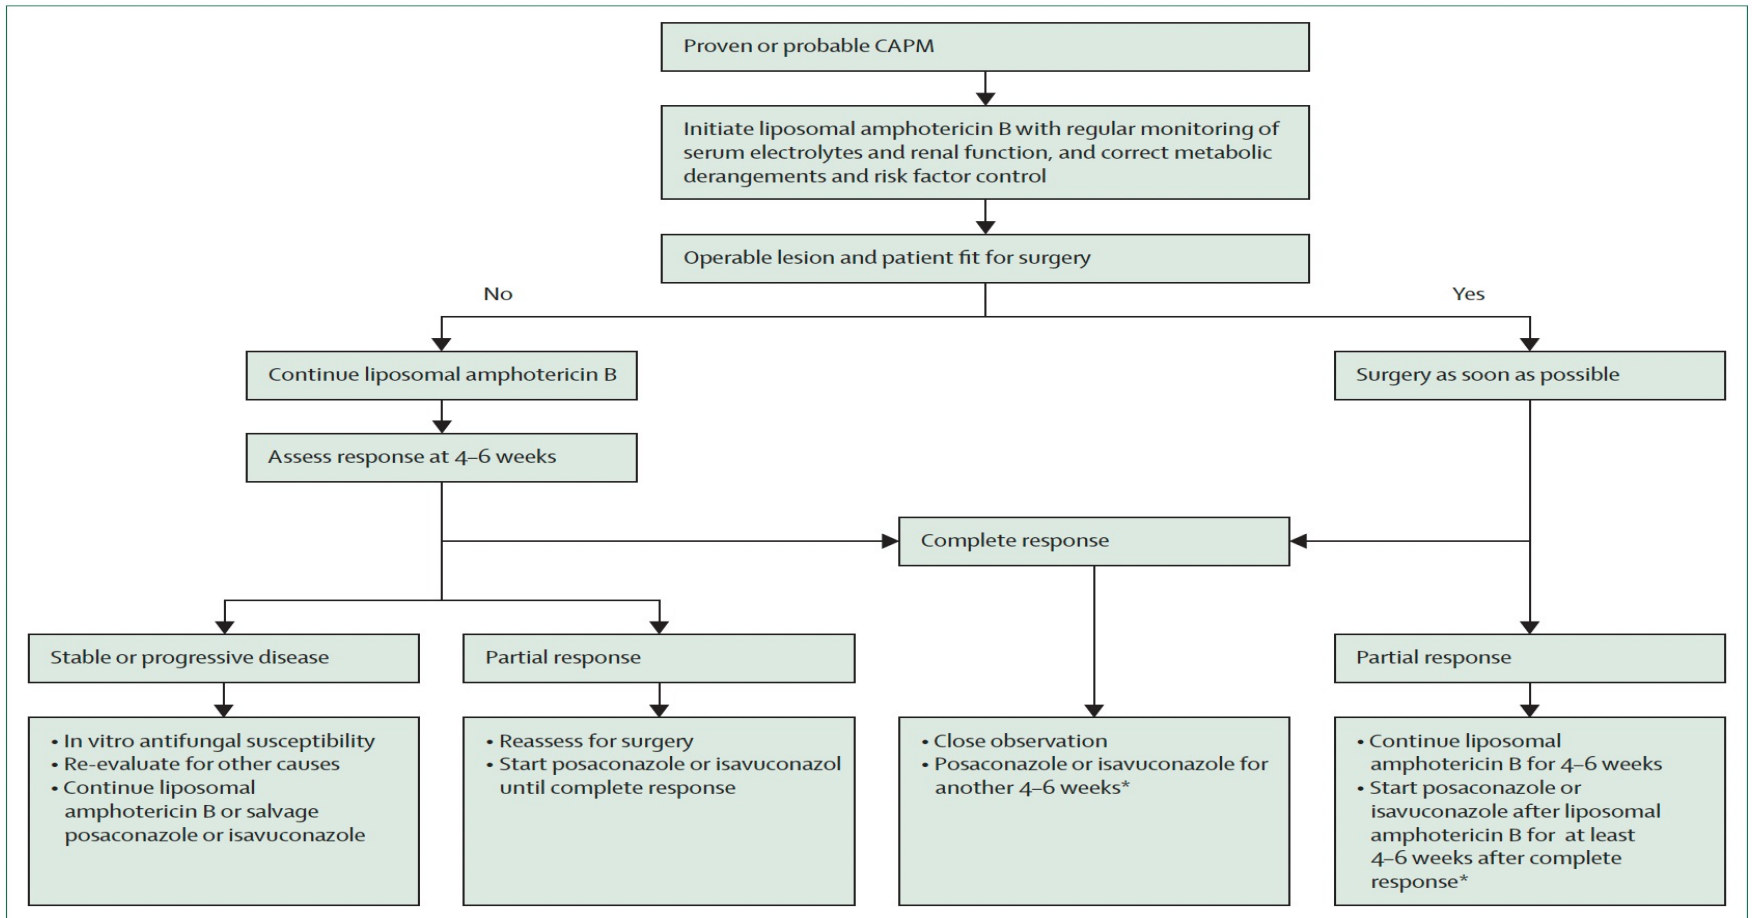 Proven or probable CAPM
Initiate liposomal amphotericin B with regular monitoring of
serum electrolytes and renal function, and correct metabolic
derangements and risk factor control
Operable lesion and patient fit for surgery
No
Yes
Continue liposomal amphotericin B
Surgery as soon as possible
Assess response at 4–6 weeks
Complete response
Stable or progressive disease
Partial response
Partial response
• In vitro antifungal susceptibility
• Re-evaluate for other causes
• Continue liposomal
amphotericin B or salvage
posaconazole or isavuconazole
• Reassess for surgery
• Start posaconazole or isavuconazol
until complete response
• Close observation
• Posaconazole or isavuconazole for
another 4–6 weeks*
• Continue liposomal
amphotericin B for 4–6 weeks
• Start posaconazole or
isavuconazole after liposomal
amphotericin B for at least
4–6 weeks after complete
response*